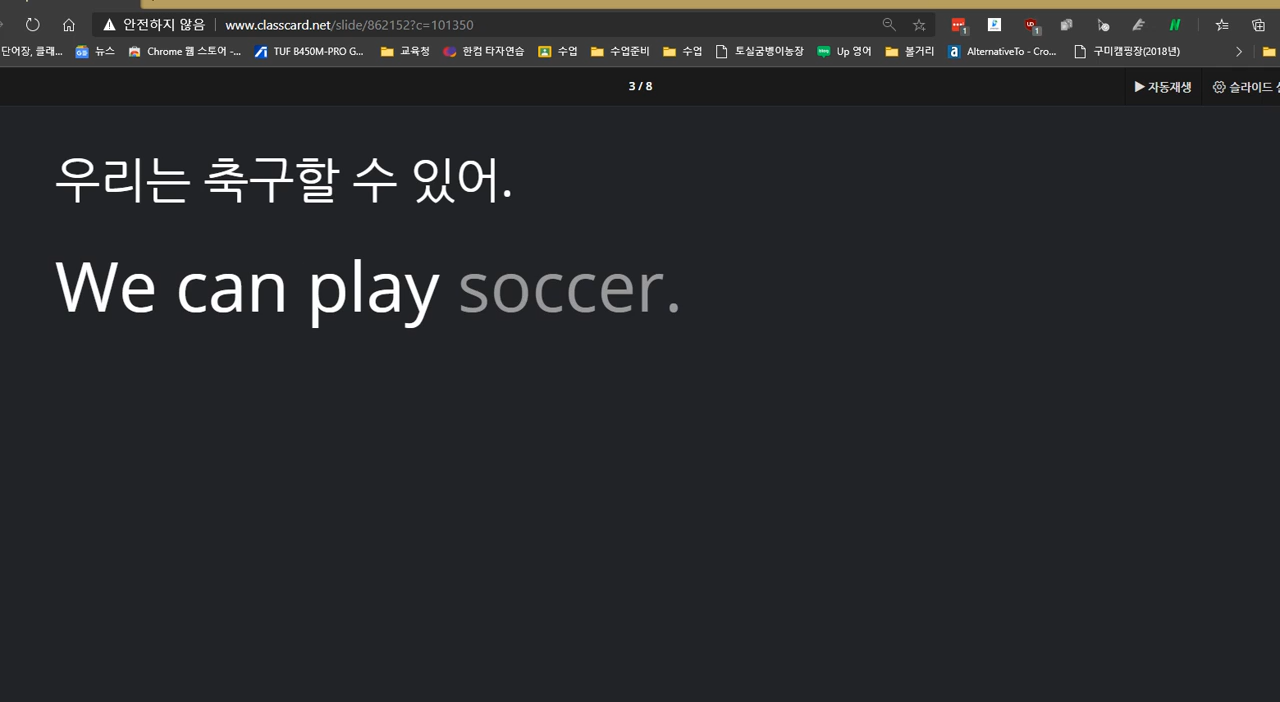 안전하지 않음 www.classcard.net/slide/862152?c=101350
단어장, 클래... 뉴스 Chrome 웹 스토어 -... TUF B450M-PRO G... 교육청 한컴 타자연습 수업 수업준비 수업 토실굼벵이농장 Up 영어 볼거리 AlternativeTo - Cro... 구미캠핑장(2018년)
3 / 8 자동재생 슬라이드
우리는 축구할 수 있어.
We can play soccer.